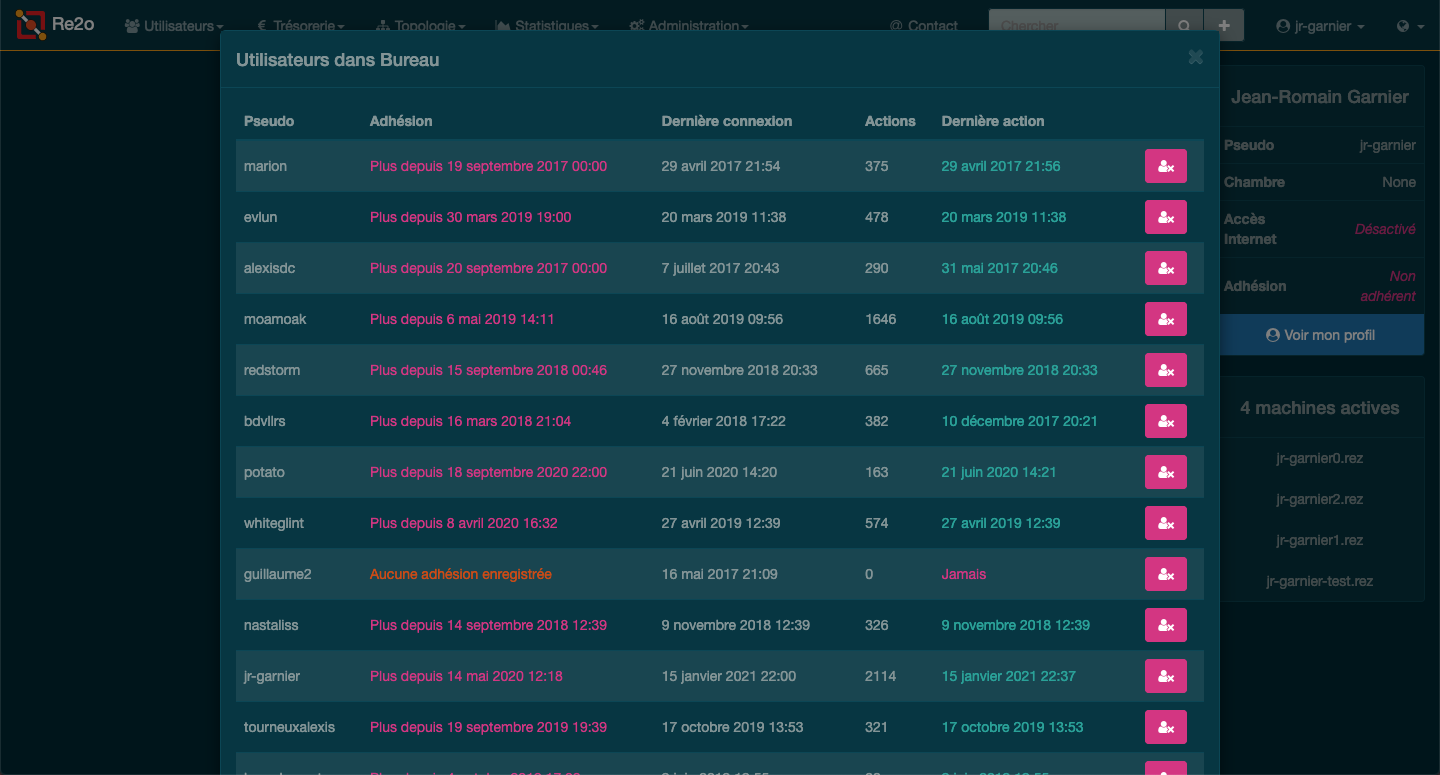 Re2o Utilisateurs Trésorerie Topologie Statistiques Administration Contact Chercher jr-garnier
Utilisateurs dans Bureau
Pseudo Adhésion Dernière connexion Actions Dernière action
marion Plus depuis 19 septembre 2017 00:00 29 avril 2017 21:54 375 29 avril 2017 21:56
evlun Plus depuis 30 mars 2019 19:00 20 mars 2019 11:38 478 20 mars 2019 11:38
alexisdc Plus depuis 20 septembre 2017 00:00 7 juillet 2017 20:43 290 31 mai 2017 20:46
moamoak Plus depuis 6 mai 2019 14:11 16 août 2019 09:56 1646 16 août 2019 09:56
redstorm Plus depuis 15 septembre 2018 00:46 27 novembre 2018 20:33 665 27 novembre 2018 20:33
bdvllrs Plus depuis 16 mars 2018 21:04 4 février 2018 17:22 382 10 décembre 2017 20:21
potato Plus depuis 18 septembre 2020 22:00 21 juin 2020 14:20 163 21 juin 2020 14:21
whiteglint Plus depuis 8 avril 2020 16:32 27 avril 2019 12:39 574 27 avril 2019 12:39
guillaume2 Aucune adhésion enregistrée 16 mai 2017 21:09 0 Jamais
nastaliss Plus depuis 14 septembre 2018 12:39 9 novembre 2018 12:39 326 9 novembre 2018 12:39
jr-garnier Plus depuis 14 mai 2020 12:18 15 janvier 2021 22:00 2114 15 janvier 2021 22:37
tourneuxalexis Plus depuis 19 septembre 2019 19:39 17 octobre 2019 13:53 321 17 octobre 2019 13:53
Jean-Romain Garnier
Pseudo jr-garnier
Chambre None
Accès
Internet Désactivé
Adhésion Non
adhérent
Voir mon profil
4 machines actives
jr-garnier0.rez
jr-garnier2.rez
jr-garnier1.rez
jr-garnier-test.rez